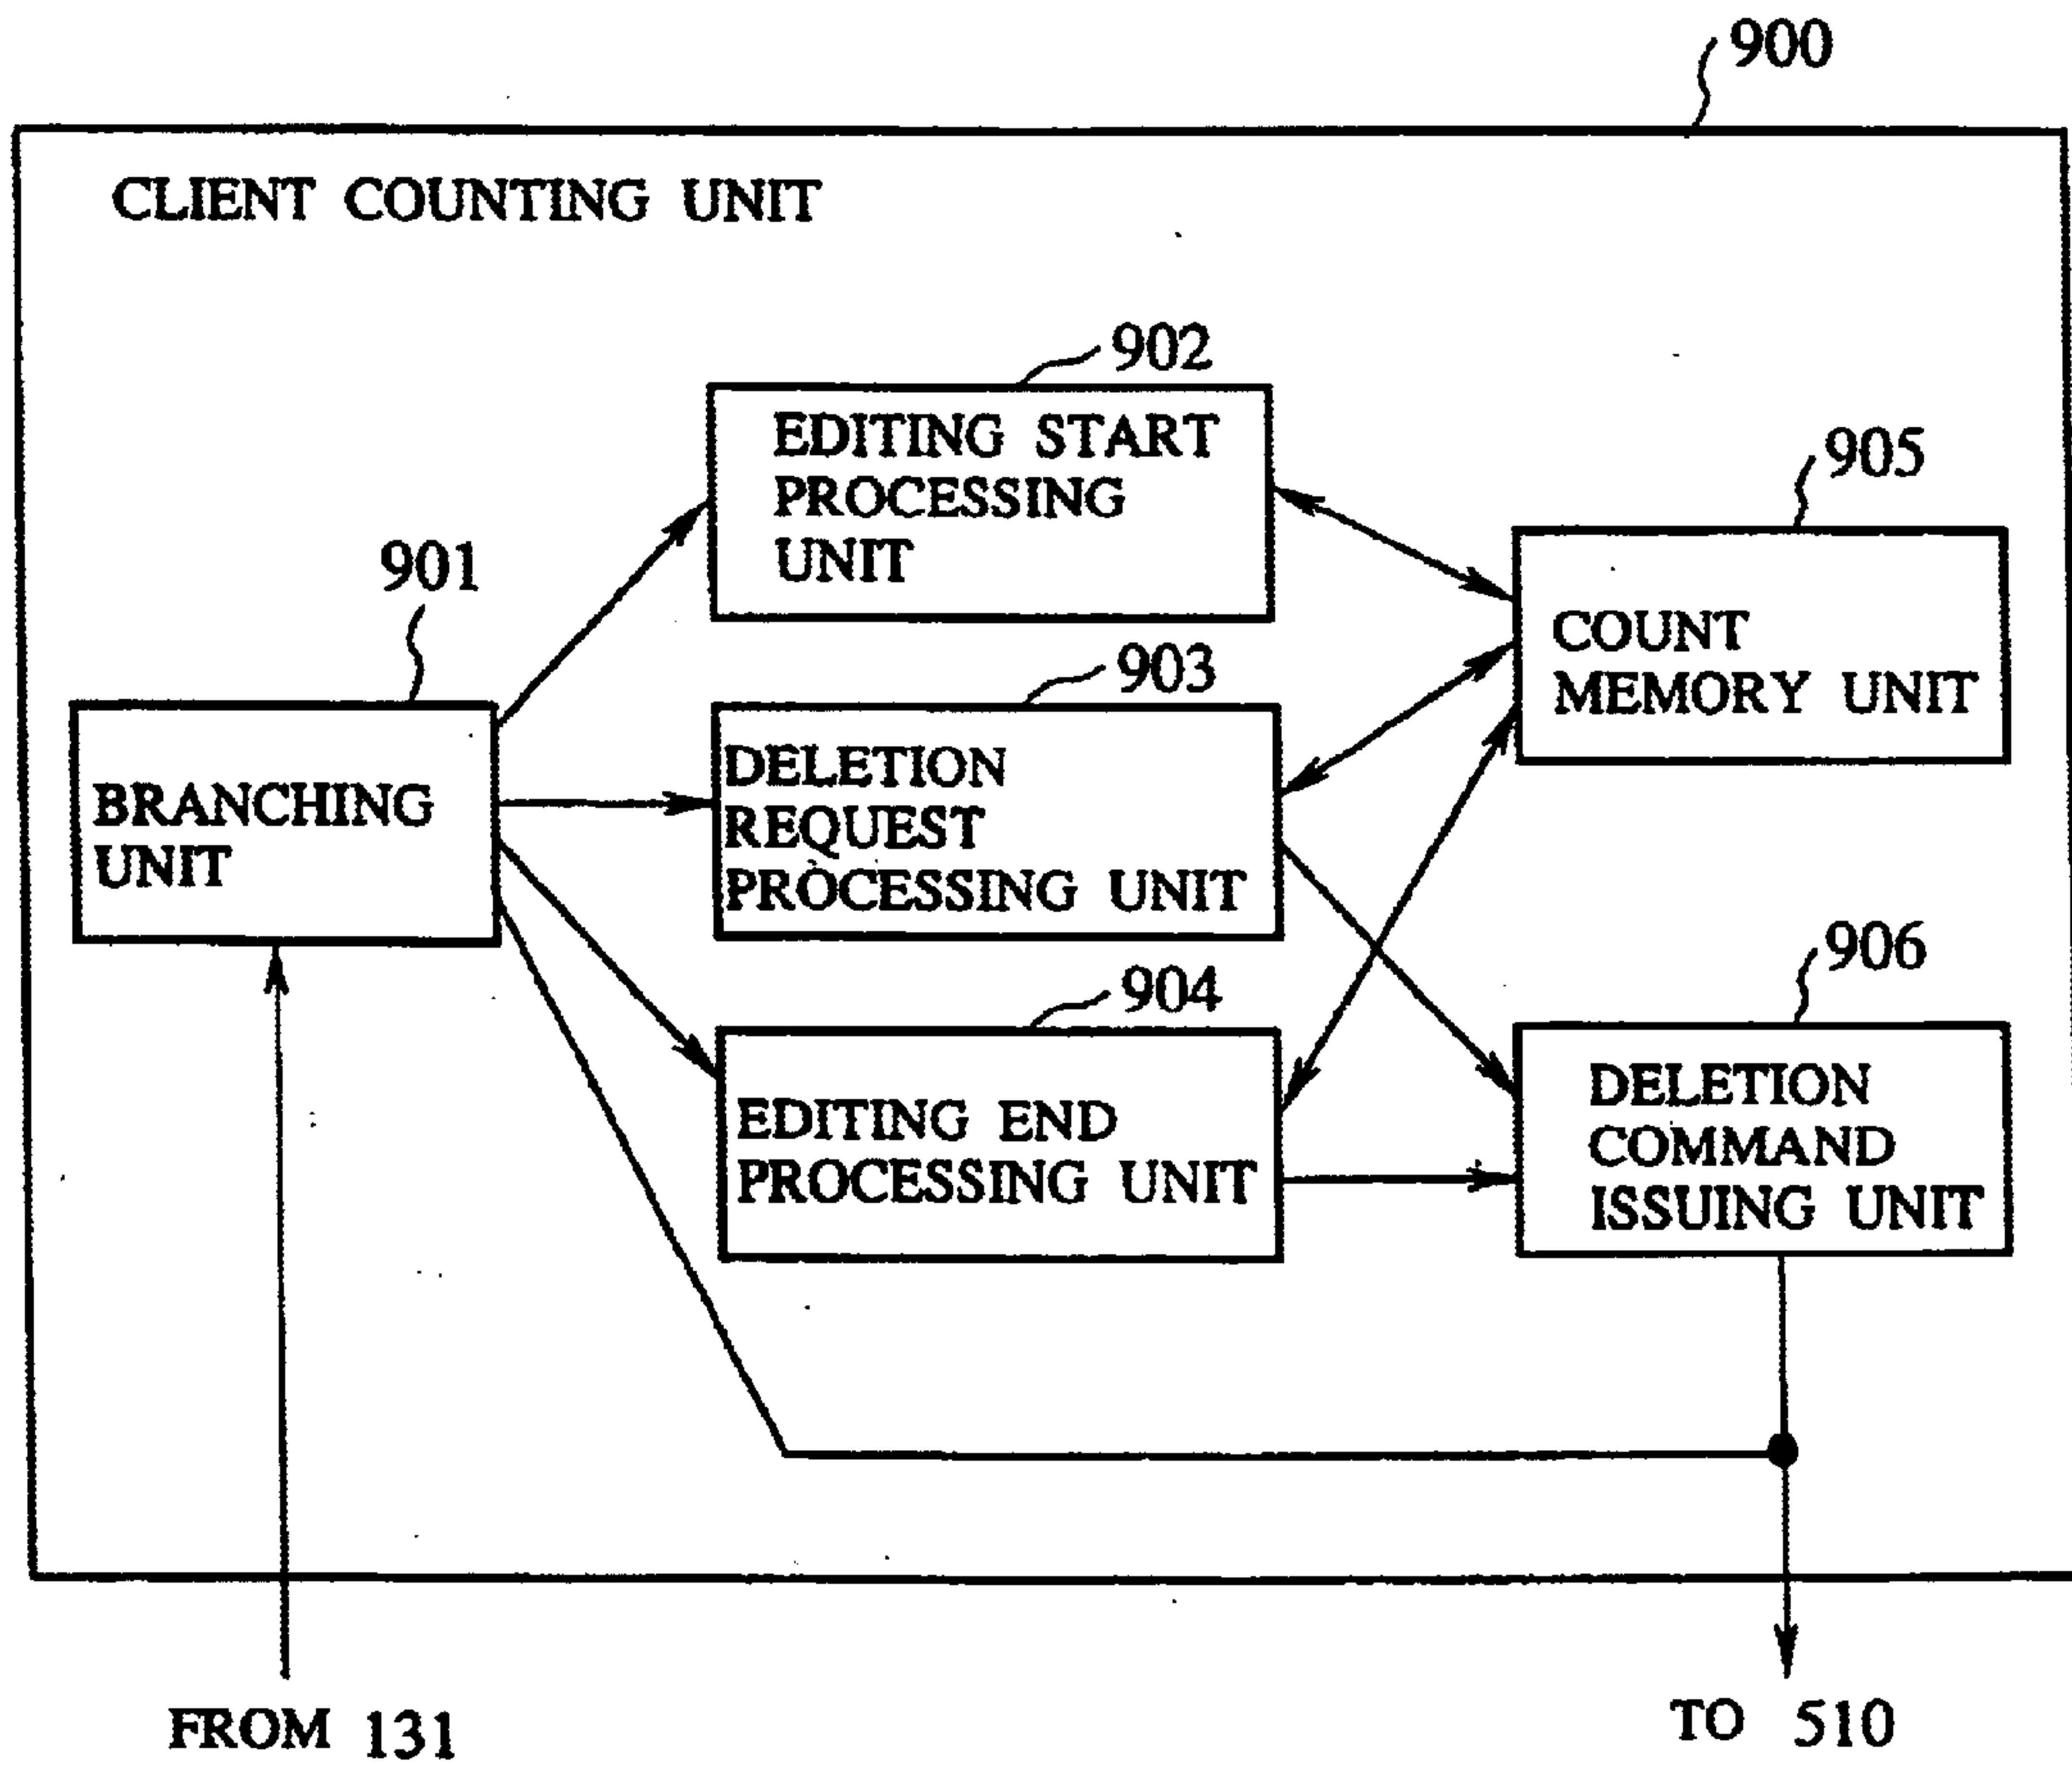 900
CLIENT COUNTING UNIT
902
EDITING START
PROCESSING
UNIT
905
COUNT
MEMORY UNIT
901
BRANCHING
UNIT
903
DELETION
REQUEST
PROCESSING UNIT
904
EDITING END
PROCESSING UNIT
906
DELETION
COMMAND
ISSUING UNIT
FROM 131
TO 510